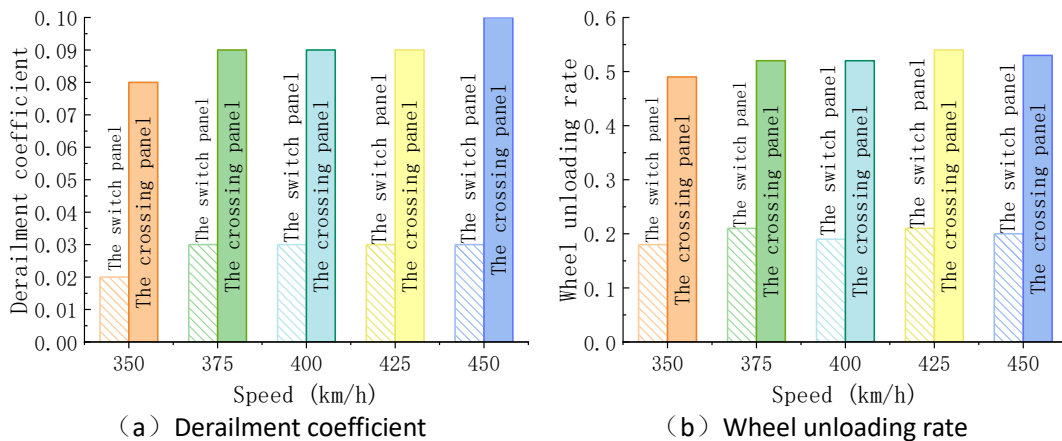 0.10
0.09
0.08
0.07
0.06
0.05
0.04
0.03
0.02
0.01
0.00
Derailment coefficient
The switch panel
The crossing panel
The switch panel
The crossing panel
The switch panel
The crossing panel
The switch panel
The crossing panel
The switch panel
The crossing panel
350 375 400 425 450
Speed (km/h)
(a) Derailment coefficient
0.6
0.5
0.4
0.3
0.2
0.1
0.0
Wheel unloading rate
The switch panel
The crossing panel
The switch panel
The crossing panel
The switch panel
The crossing panel
The switch panel
The crossing panel
The switch panel
The crossing panel
350 375 400 425 450
Speed (km/h)
(b) Wheel unloading rate